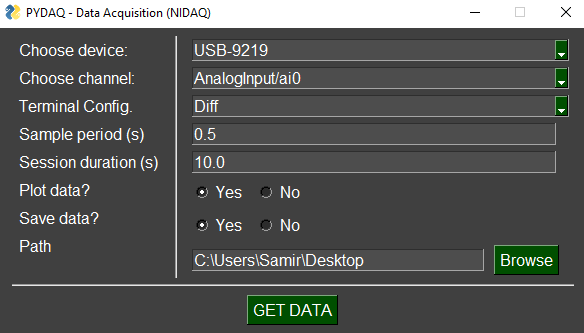 PYDAQ - Data Acquisition (NIDAQ)
Choose device: USB-9219
Choose channel: AnalogInput/ai0
Terminal Config. Diff
Sample period (s) 0.5
Session duration (s) 10.0
Plot data? Yes No
Save data? Yes No
Path C:\Users\Samir\Desktop Browse
GET DATA